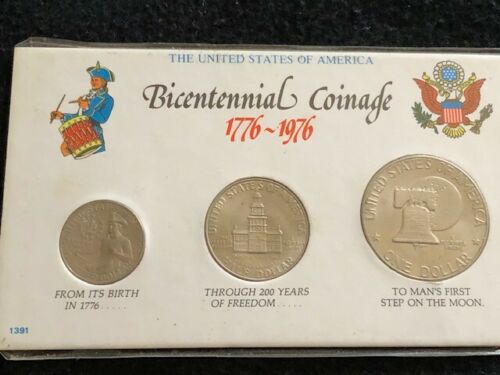 THE UNITED STATES OF AMERICA
Bicentennial Coinage
1776~1976
UNITED STATES OF AMERICA
HALF DOLLAR
UNITED STATES OF AMERICA
ONE DOLLAR
FROM ITS BIRTH
IN 1776.....
THROUGH 200 YEARS
OF FREEDOM.....
TO MAN'S FIRST
STEP ON THE MOON.
1391